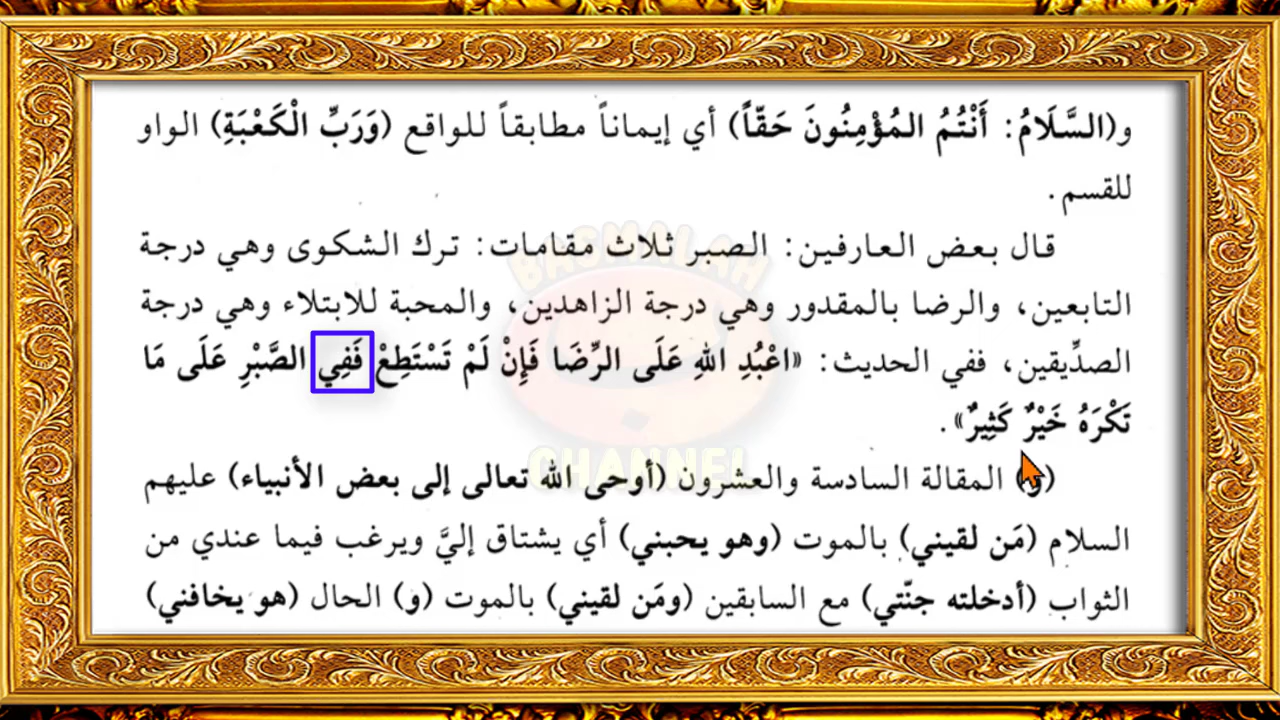 و(السَّلَامُ: أَنْتُمُ المُؤْمِنُونَ حَقّاً) أي إيماناً مطابقاً للواقع (وَرَبِّ الْكَعْبَةِ) الواو
للقسم.
قال بعض العارفين: الصبر ثلاث مقامات: ترك الشكوى وهي درجة
التابعين، والرضا بالمقدور وهي درجة الزاهدين، والمحبة للابتلاء وهي درجة
الصدِّيقين، ففي الحديث: «اعْبُدِ اللهِ عَلَى الرِّضَا فَإِنْ لَمْ تَسْتَطِعْ فَفِي الصَّبْرِ عَلَى مَا
تَكْرَهُ خَيْرٌ كَثِيرٌ».
(و) المقالة السادسة والعشرون (أوحى الله تعالى إلى بعض الأنبياء) عليهم
السلام (مَن لقيني) بالموت (وهو يحبني) أي يشتاق إليَّ ويرغب فيما عندي من
الثواب (أدخلته جنّتي) مع السابقين (ومَن لقيني) بالموت (و) الحال (هو يخافني)
BASMALAH
CHANNEL